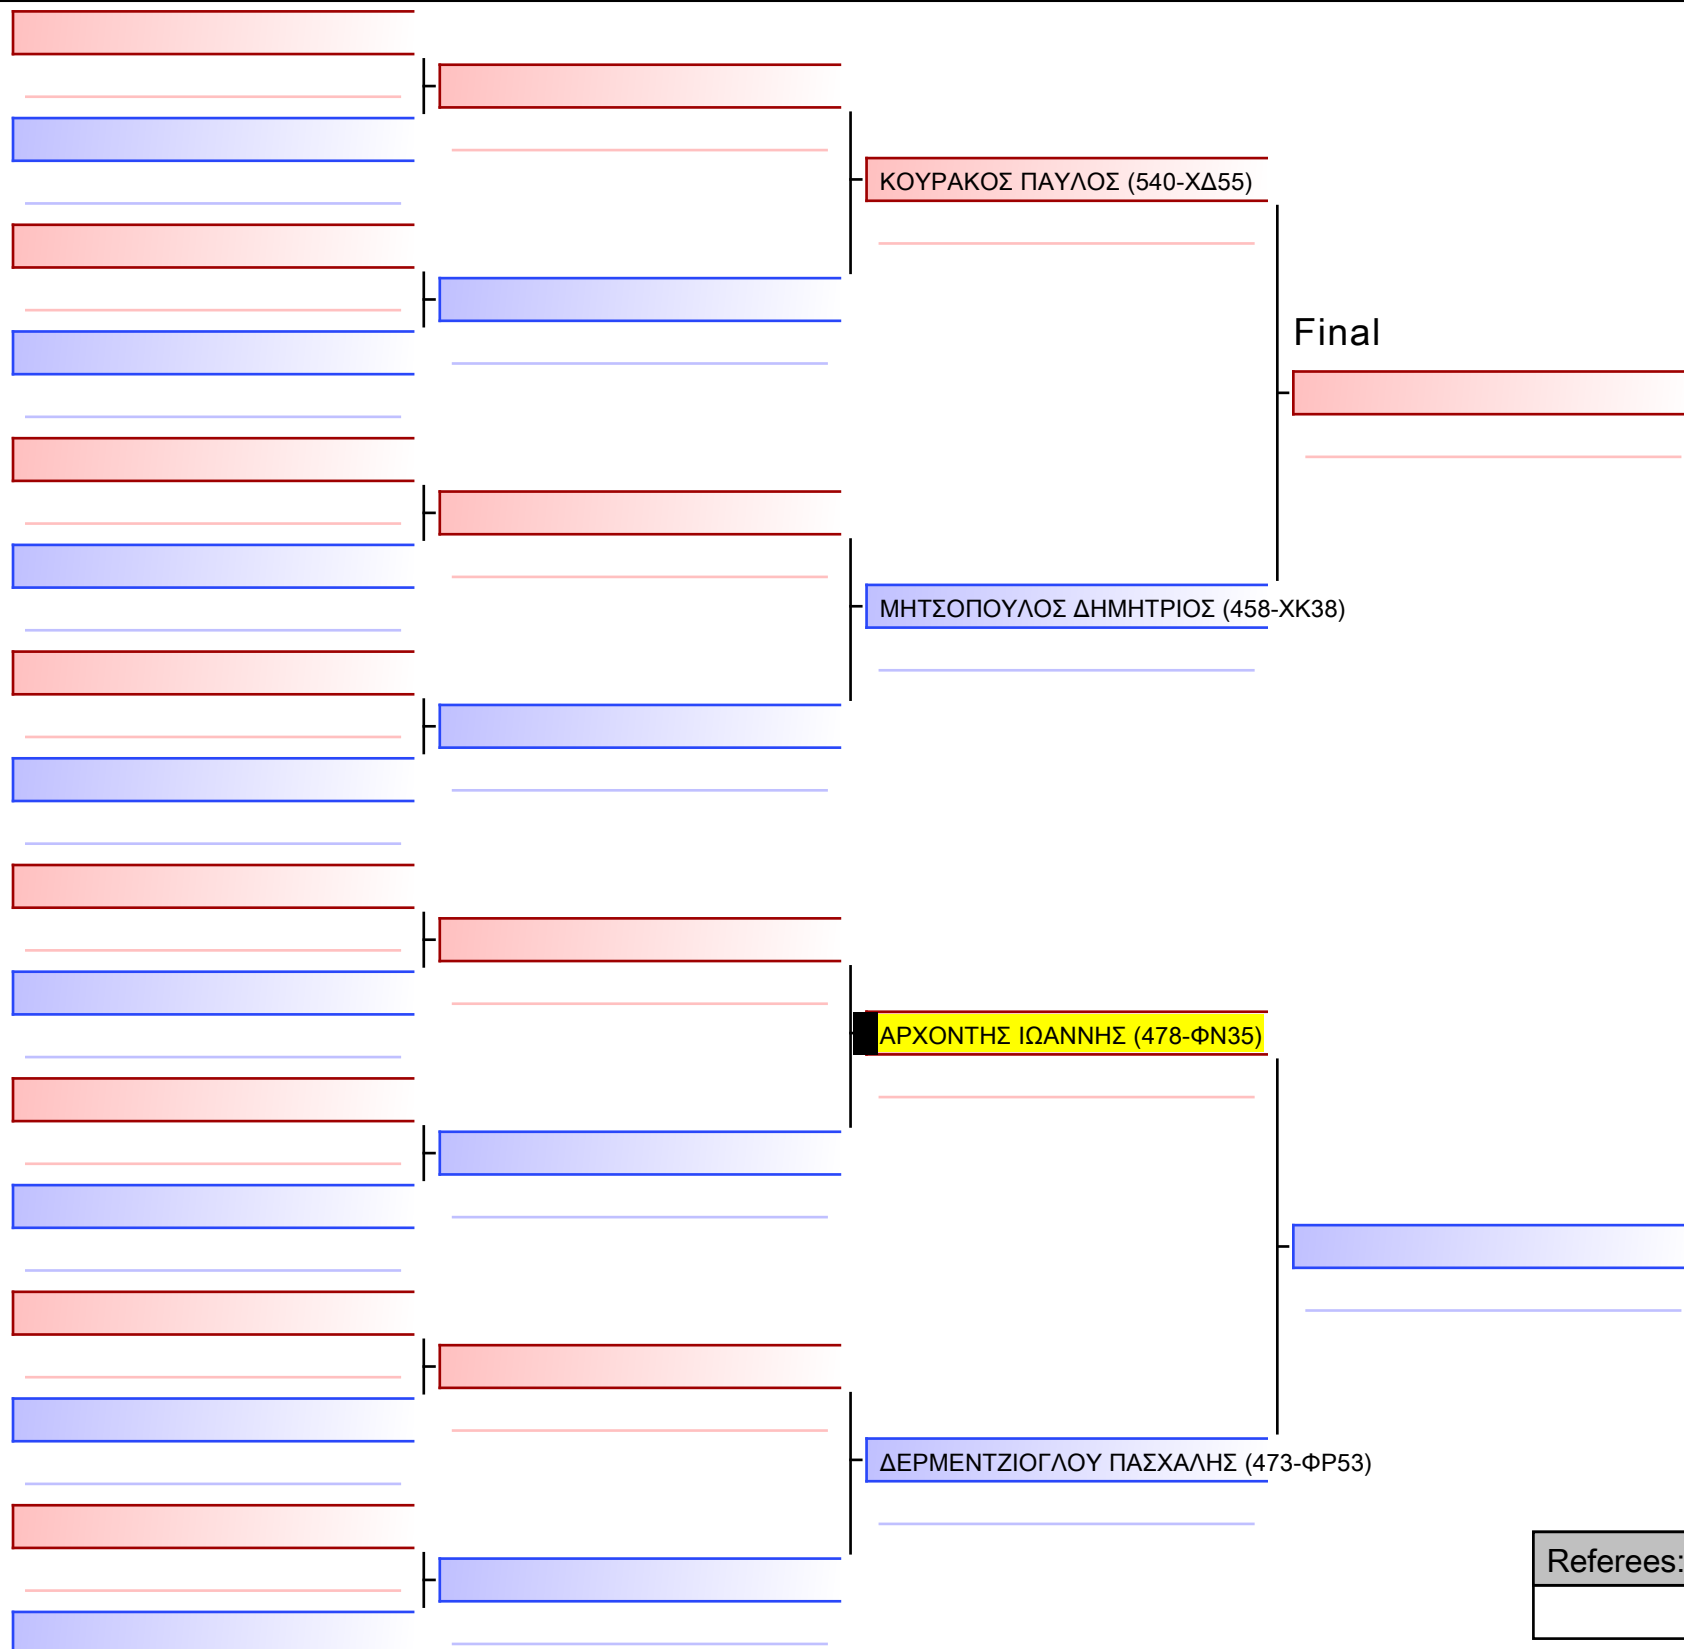 ΚΟΥΡΑΚΟΣ ΠΑΥΛΟΣ (540-ΧΔ55)
Final
ΜΗΤΣΟΠΟΥΛΟΣ ΔΗΜΗΤΡΙΟΣ (458-ΧΚ38)
ΑΡΧΟΝΤΗΣ ΙΩΑΝΝΗΣ (478-ΦΝ35)
ΔΕΡΜΕΝΤΖΙΟΓΛΟΥ ΠΑΣΧΑΛΗΣ (473-ΦΡ53)
Referees: